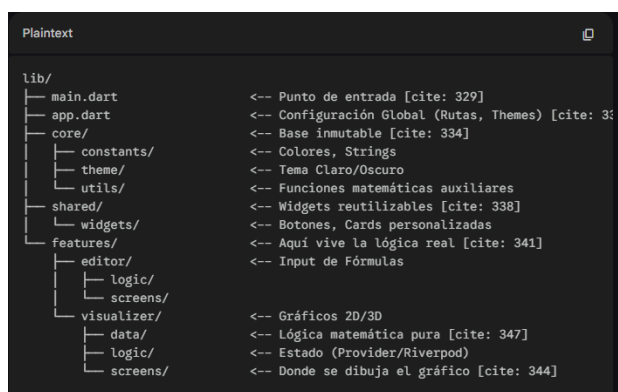 Plaintext
lib/
├── main.dart <-- Punto de entrada [cite: 329]
├── app.dart <-- Configuración Global (Rutas, Themes) [cite: 33
├── core/ <-- Base inmutable [cite: 334]
│   ├── constants/ <-- Colores, Strings
│   ├── theme/ <-- Tema Claro/Oscuro
│   └── utils/ <-- Funciones matemáticas auxiliares
├── shared/ <-- Widgets reutilizables [cite: 338]
│   └── widgets/ <-- Botones, Cards personalizadas
└── features/ <-- Aquí vive la lógica real [cite: 341]
    ├── editor/ <-- Input de Fórmulas
    │   ├── logic/
    │   └── screens/
    └── visualizer/ <-- Gráficos 2D/3D
        ├── data/ <-- Lógica matemática pura [cite: 347]
        ├── logic/ <-- Estado (Provider/Riverpod)
        └── screens/ <-- Donde se dibuja el gráfico [cite: 344]